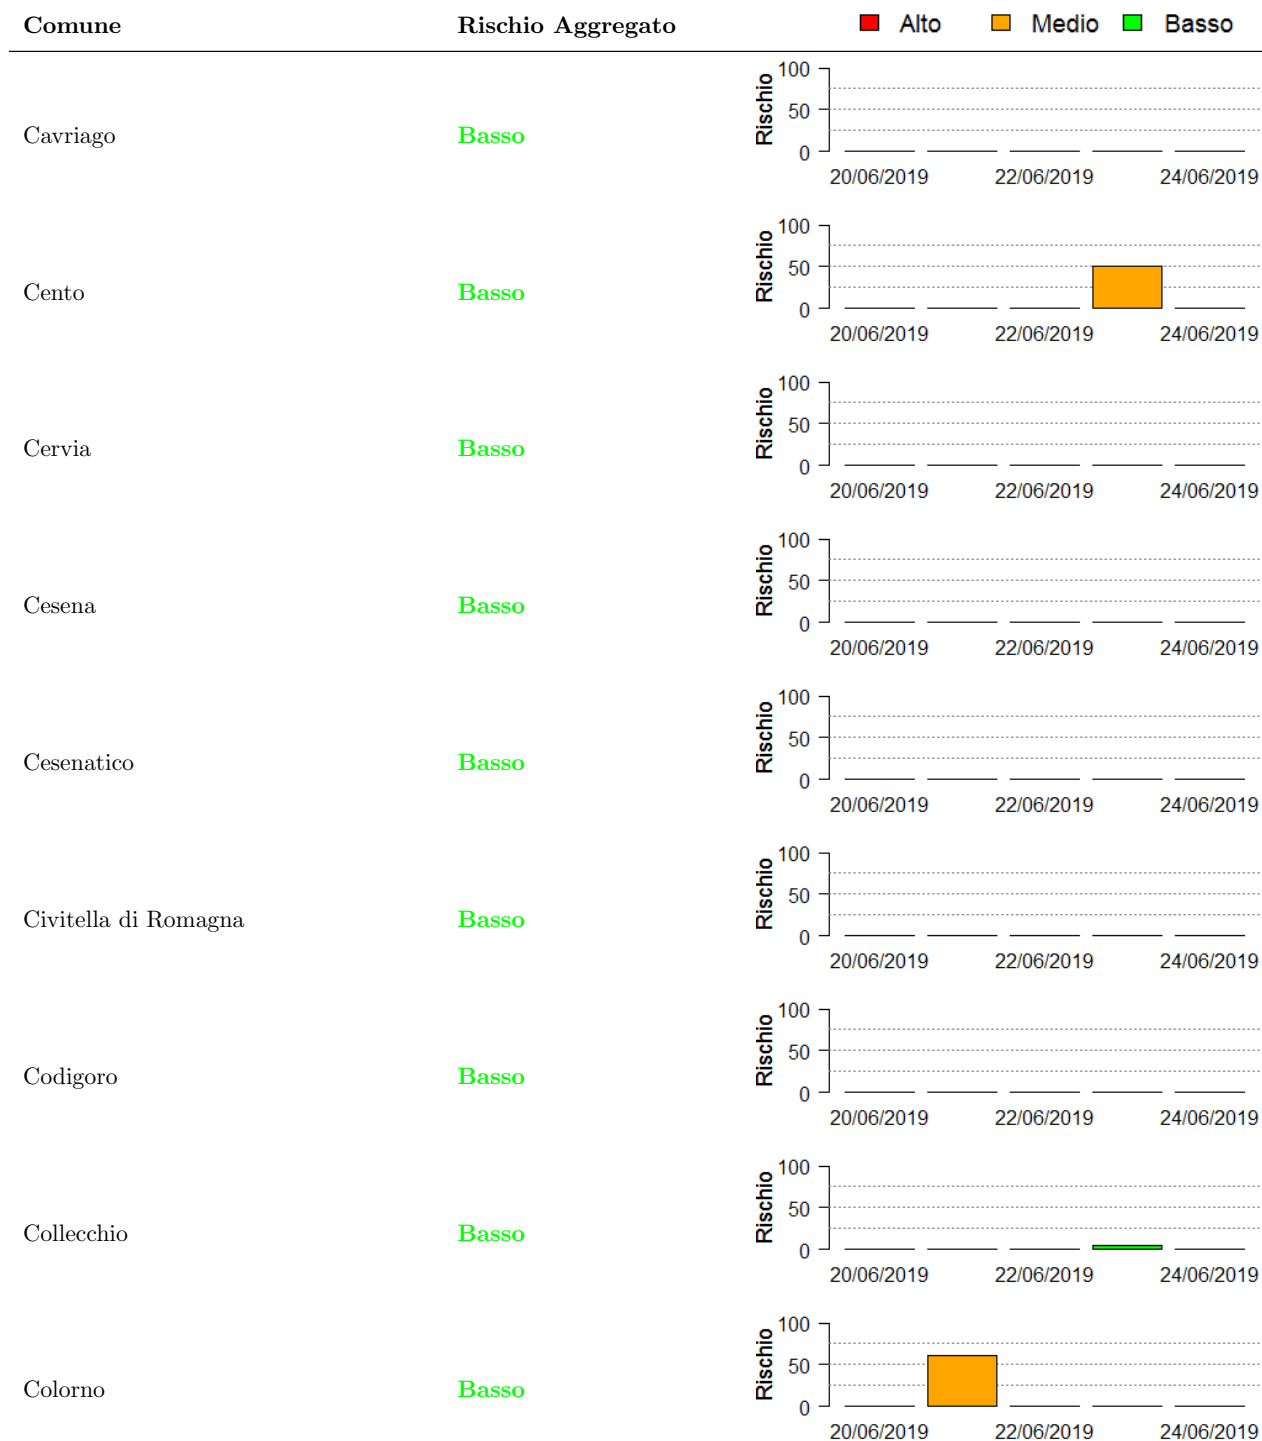 Comune Rischio Aggregato Alto Medio Basso
Cavriago Basso Rischio 100 50 0
20/06/2019 22/06/2019 24/06/2019
Cento Basso Rischio 100 50 0
20/06/2019 22/06/2019 24/06/2019
Cervia Basso Rischio 100 50 0
20/06/2019 22/06/2019 24/06/2019
Cesena Basso Rischio 100 50 0
20/06/2019 22/06/2019 24/06/2019
Cesenatico Basso Rischio 100 50 0
20/06/2019 22/06/2019 24/06/2019
Civitella di Romagna Basso Rischio 100 50 0
20/06/2019 22/06/2019 24/06/2019
Codigoro Basso Rischio 100 50 0
20/06/2019 22/06/2019 24/06/2019
Collecchio Basso Rischio 100 50 0
20/06/2019 22/06/2019 24/06/2019
Colorno Basso Rischio 100 50 0
20/06/2019 22/06/2019 24/06/2019